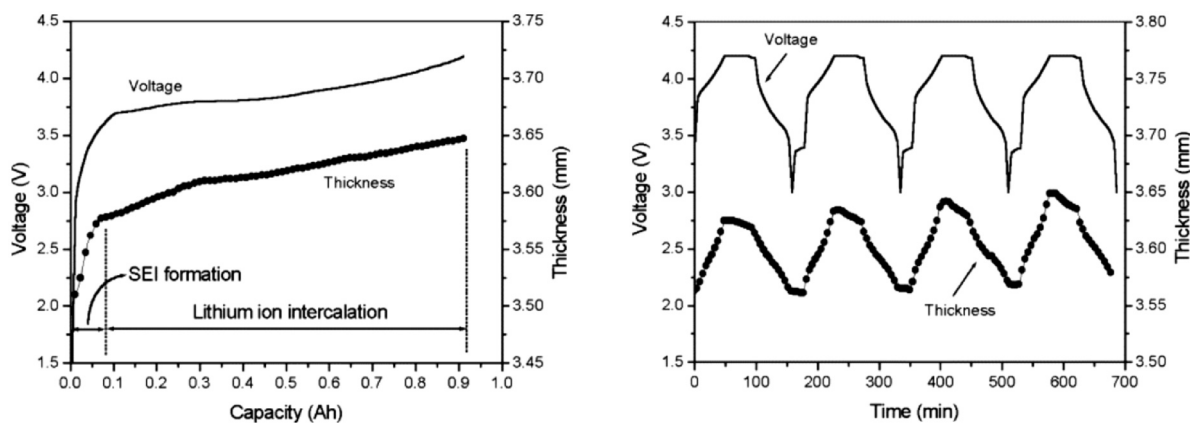 4.5
4.0
3.5
3.0
2.5
2.0
1.5
Voltage (V)
3.75
3.70
3.65
3.60
3.55
3.50
3.45
Thickness (mm)
Voltage
Thickness
SEI formation
Lithium ion intercalation
0.0 0.1 0.2 0.3 0.4 0.5 0.6 0.7 0.8 0.9 1.0
Capacity (Ah)
4.5
4.0
3.5
3.0
2.5
2.0
1.5
Voltage (V)
3.80
3.75
3.70
3.65
3.60
3.55
3.50
Thickness (mm)
Voltage
Thickness
0 100 200 300 400 500 600 700
Time (min)